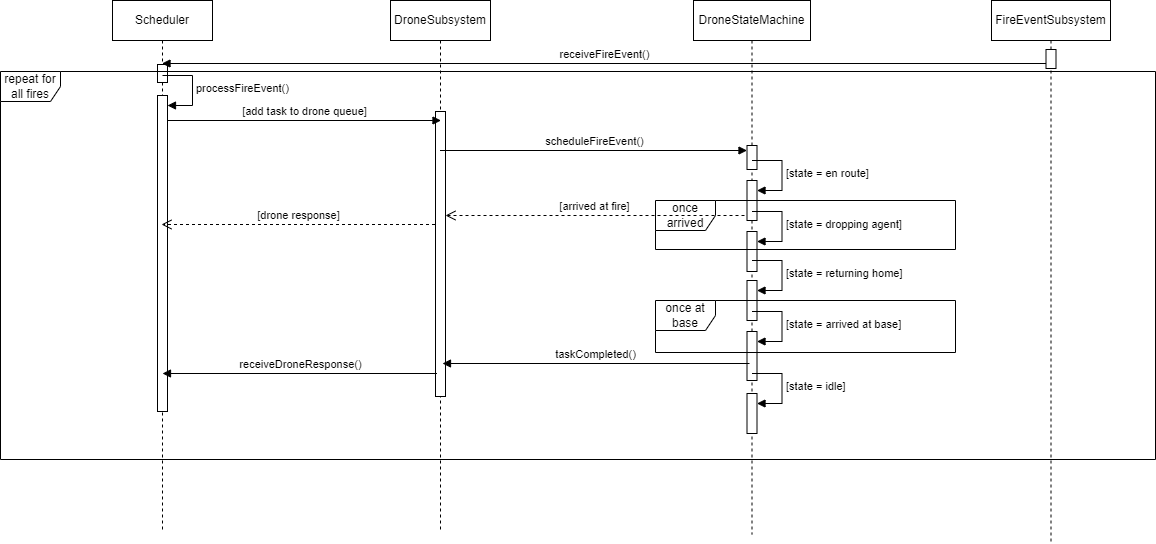 Scheduler
DroneSubsystem
DroneStateMachine
FireEventSubsystem
receiveFireEvent()
repeat for
all fires
processFireEvent()
[add task to drone queue]
scheduleFireEvent()
[state = en route]
[arrived at fire]
once
arrived
[drone response]
[state = dropping agent]
[state = returning home]
once at
base
[state = arrived at base]
taskCompleted()
receiveDroneResponse()
[state = idle]